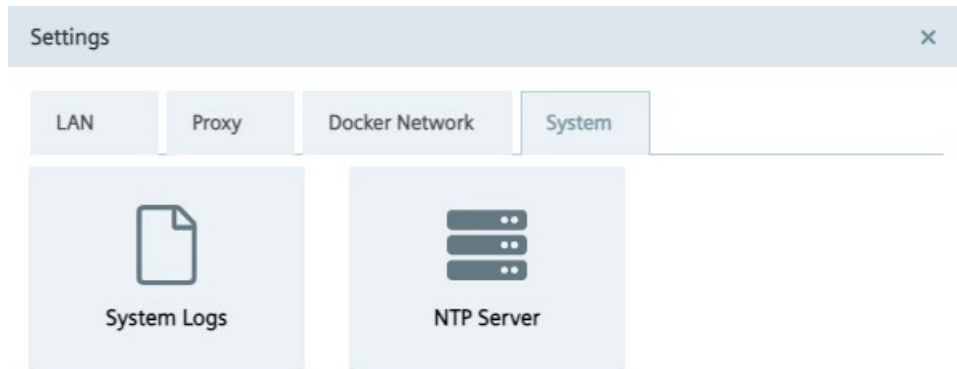 Settings
LAN Proxy Docker Network System
System Logs NTP Server